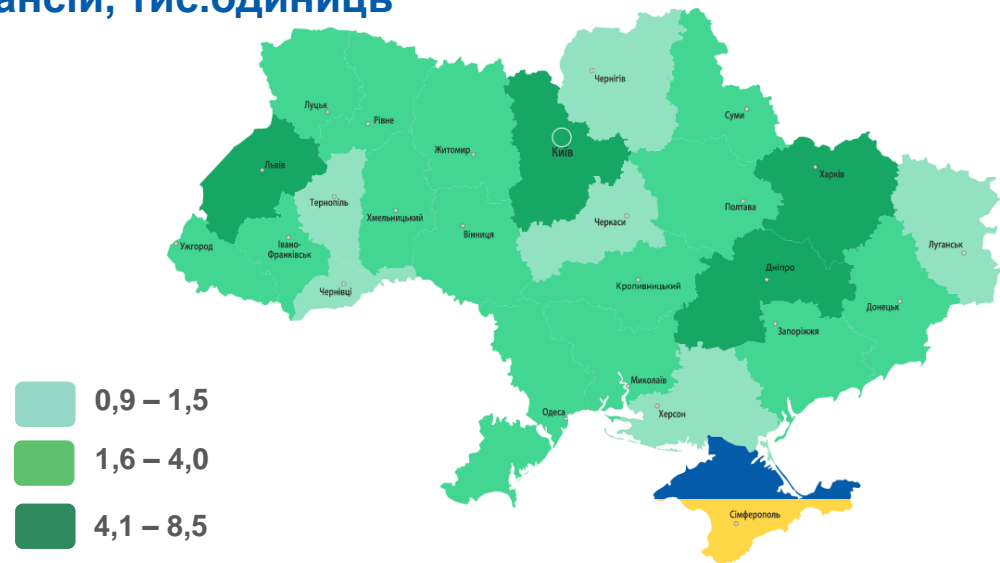 ансій, тис.одиниць
Чернігів
Луцьк
Рівне
Суми
Житомир
Київ
Львів
Харків
Тернопіль
Хмельницький
Черкаси
Полтава
Ужгород
Івано-
Франківськ
Вінниця
Луганськ
Чернівці
Кропивницький
Дніпро
Донецьк
Запоріжжя
Миколаїв
Одеса
Херсон
Сімферополь
0,9 – 1,5
1,6 – 4,0
4,1 – 8,5